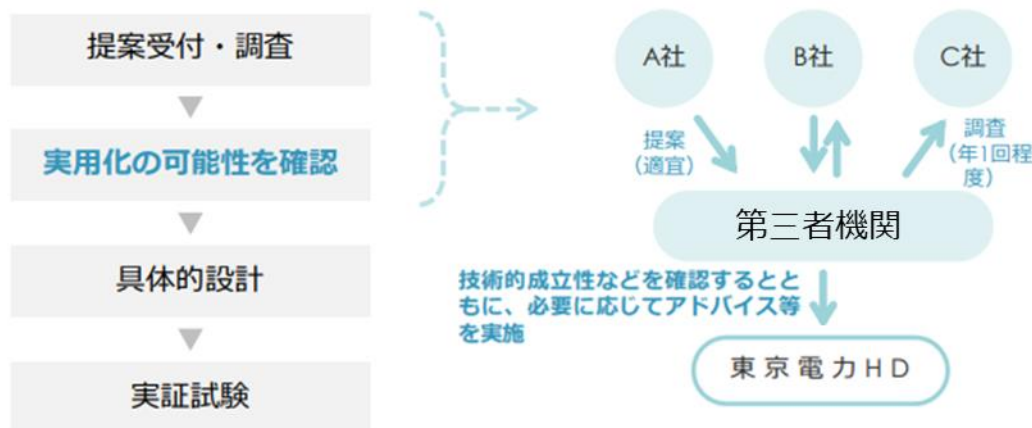 提案受付・調査
実用化の可能性を確認
具体的設計
実証試験
A社
B社
C社
提案
(適宜)
調査
(年1回程
度)
第三者機関
技術的成立性などを確認するとと
もに、必要に応じてアドバイス等
を実施
東京電力HD